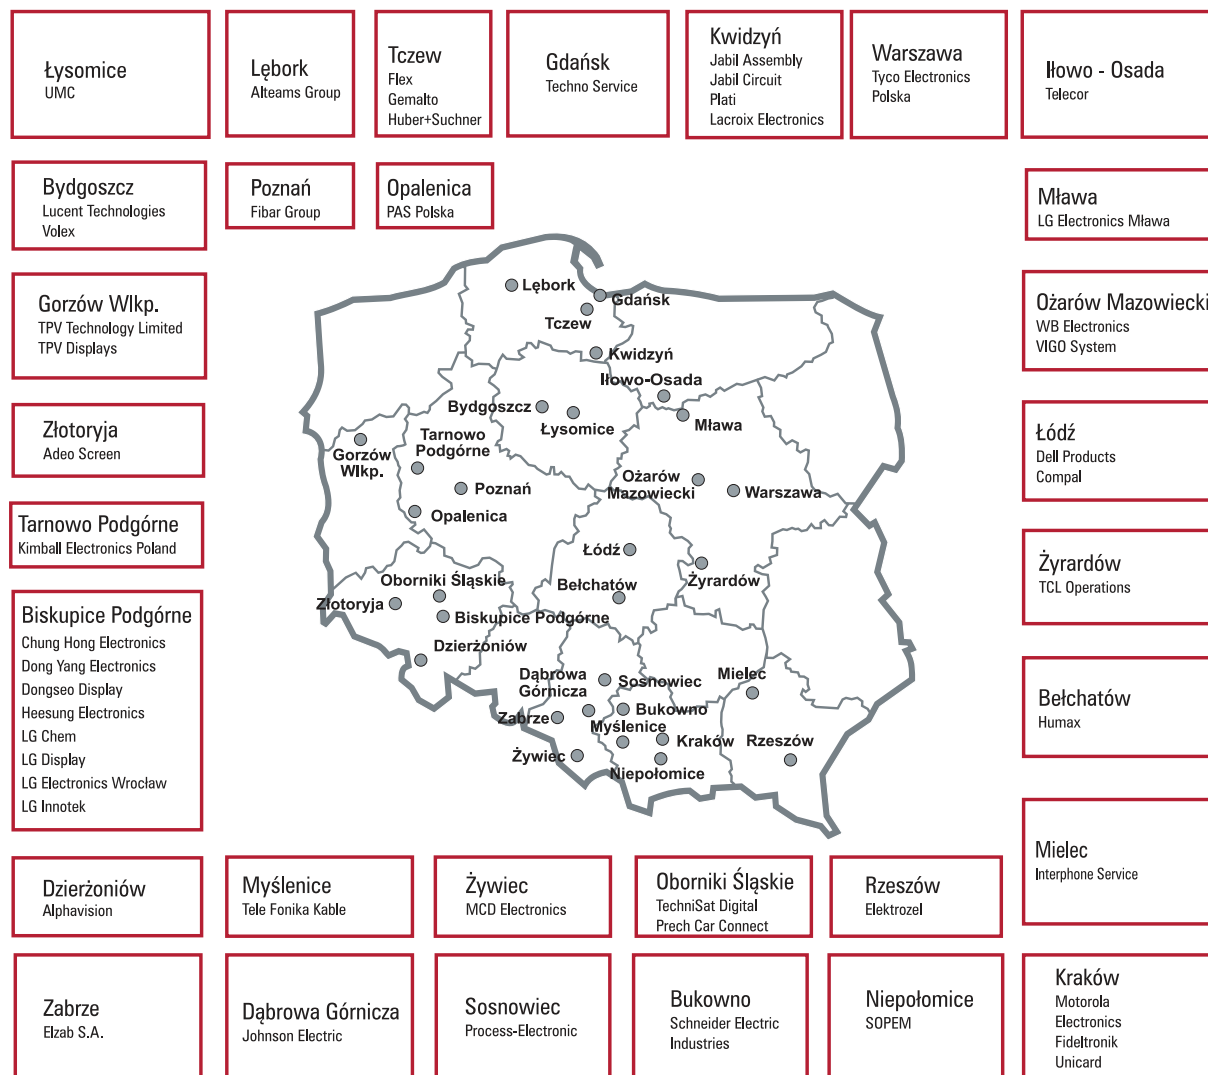 Łysomice
UMC
Lębork
Alteams Group
Tczew
Flex
Gemalto
Huber+Suchner
Gdańsk
Techno Service
Kwidzyń
Jabil Assembly
Jabil Circuit
Plati
Lacroix Electronics
Warszawa
Tyco Electronics
Polska
Iłowo - Osada
Telecor
Bydgoszcz
Lucent Technologies
Volex
Poznań
Fibar Group
Opalenica
PAS Polska
Mława
LG Electronics Mława
Gorzów Wlkp.
TPV Technology Limited
TPV Displays
Ożarów Mazowiecki
WB Electronics
VIGO System
Złotoryja
Adeo Screen
Łódź
Dell Products
Compal
Tarnowo Podgórne
Kimball Electronics Poland
Żyrardów
TCL Operations
Biskupice Podgórne
Chung Hong Electronics
Dong Yang Electronics
Dongseo Display
Heesung Electronics
LG Chem
LG Display
LG Electronics Wrocław
LG Innotek
Bełchatów
Humax
Mielec
Interphone Service
Lębork
Gdańsk
Tczew
Kwidzyń
Iłowo-Osada
Bydgoszcz
Łysomice
Mława
Tarnowo
Podgórne
Gorzów
Wlkp.
Poznań
Opalenica
Ożarów
Mazowiecki
Warszawa
Łódź
Żyrardów
Bełchatów
Oborniki Śląskie
Złotoryja
Biskupice Podgórne
Dzierżoniów
Dąbrowa
Górnicza
Sosnowiec
Mielec
Zabrze
Bukowno
Myślenice
Kraków
Rzeszów
Żywiec
Niepołomice
Dzierżoniów
Alphavision
Myślenice
Tele Fonika Kable
Żywiec
MCD Electronics
Oborniki Śląskie
TechniSat Digital
Prech Car Connect
Rzeszów
Elektrozel
Zabrze
Elzab S.A.
Dąbrowa Górnicza
Johnson Electric
Sosnowiec
Process-Electronic
Bukowno
Schneider Electric
Industries
Niepołomice
SOPEM
Kraków
Motorola
Electronics
Fideltronik
Unicard